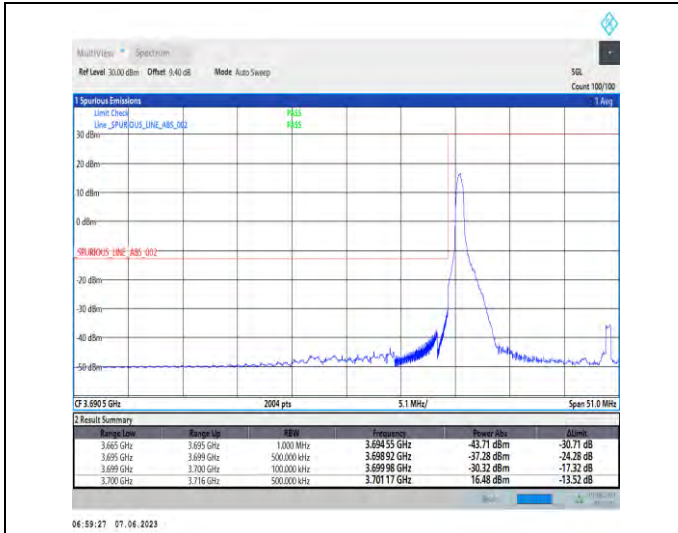 MultiView Spectrum
Ref Level 30.00 dBm Offset 9.40 dB Mode Auto Sweep SGL
Count 100/100
1 Spurious Emissions 1 Avg
Limit Check PASS
Line _SPURIOUS_LINE_ABS_002 PASS
30 dBm
20 dBm
10 dBm
0 dBm
SPURIOUS_LINE_ABS_002
-20 dBm
-30 dBm
-40 dBm
-50 dBm
CF 3.6905 GHz 2004 pts 5.1 MHz/ Span 51.0 MHz
2 Result Summary
Range Low Range Up RBW Frequency Power Abs ΔLimit
3.665 GHz 3.695 GHz 1.000 MHz 3.694 55 GHz -43.71 dBm -30.71 dB
3.695 GHz 3.699 GHz 500.000 kHz 3.698 92 GHz -37.28 dBm -24.28 dB
3.699 GHz 3.700 GHz 100.000 kHz 3.699 98 GHz -30.32 dBm -17.32 dB
3.700 GHz 3.716 GHz 500.000 kHz 3.701 17 GHz 16.48 dBm -13.52 dB
06:59:27 07.06.2023